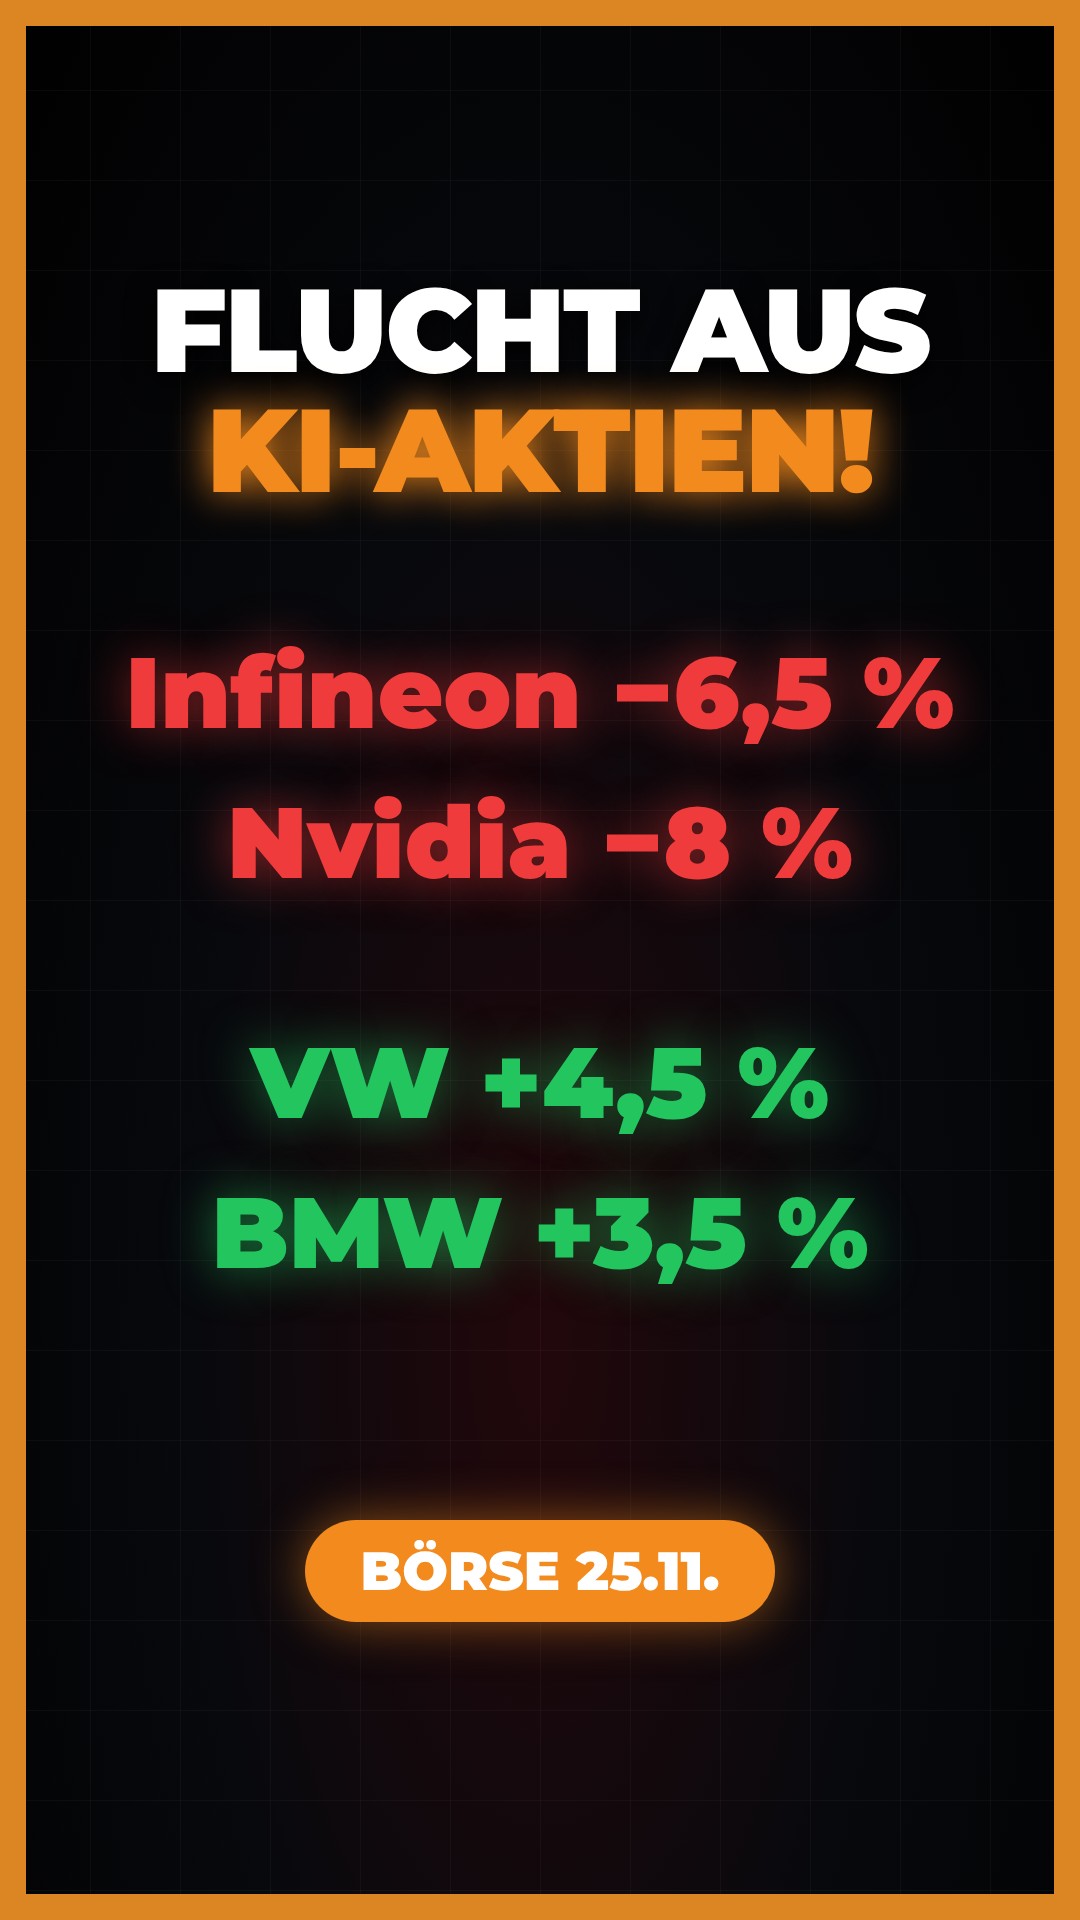 FLUCHT AUS
KI-AKTIEN!
Infineon −6,5 %
Nvidia −8 %
VW +4,5 %
BMW +3,5 %
BÖRSE 25.11.